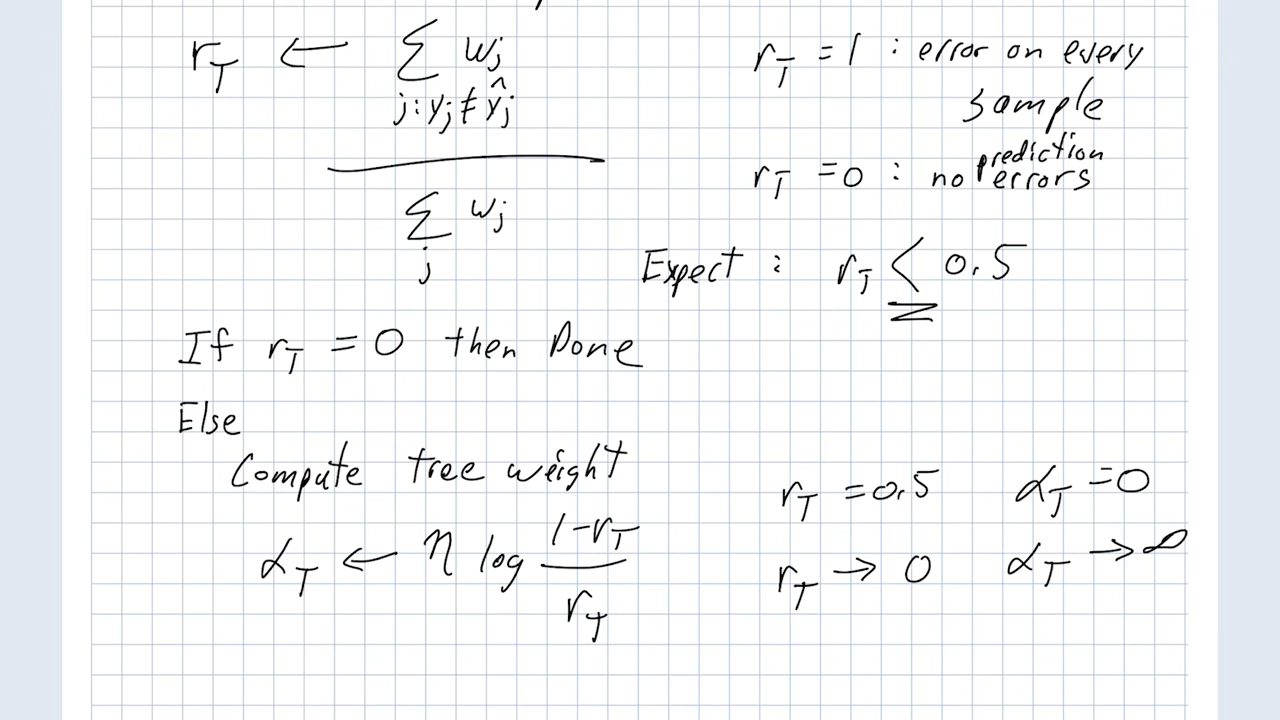 r_T ← Σ_{j: y_j ≠ ŷ_j} w_j / Σ_j w_j
r_T = 1 : error on every
sample
r_T = 0 : no prediction errors
Expect : r_T < 0.5
If r_T = 0 then Done
Else
Compute tree weight
r_T = 0.5 α_T = 0
α_T ← η log (1 - r_T) / r_T
r_T → 0 α_T → ∞